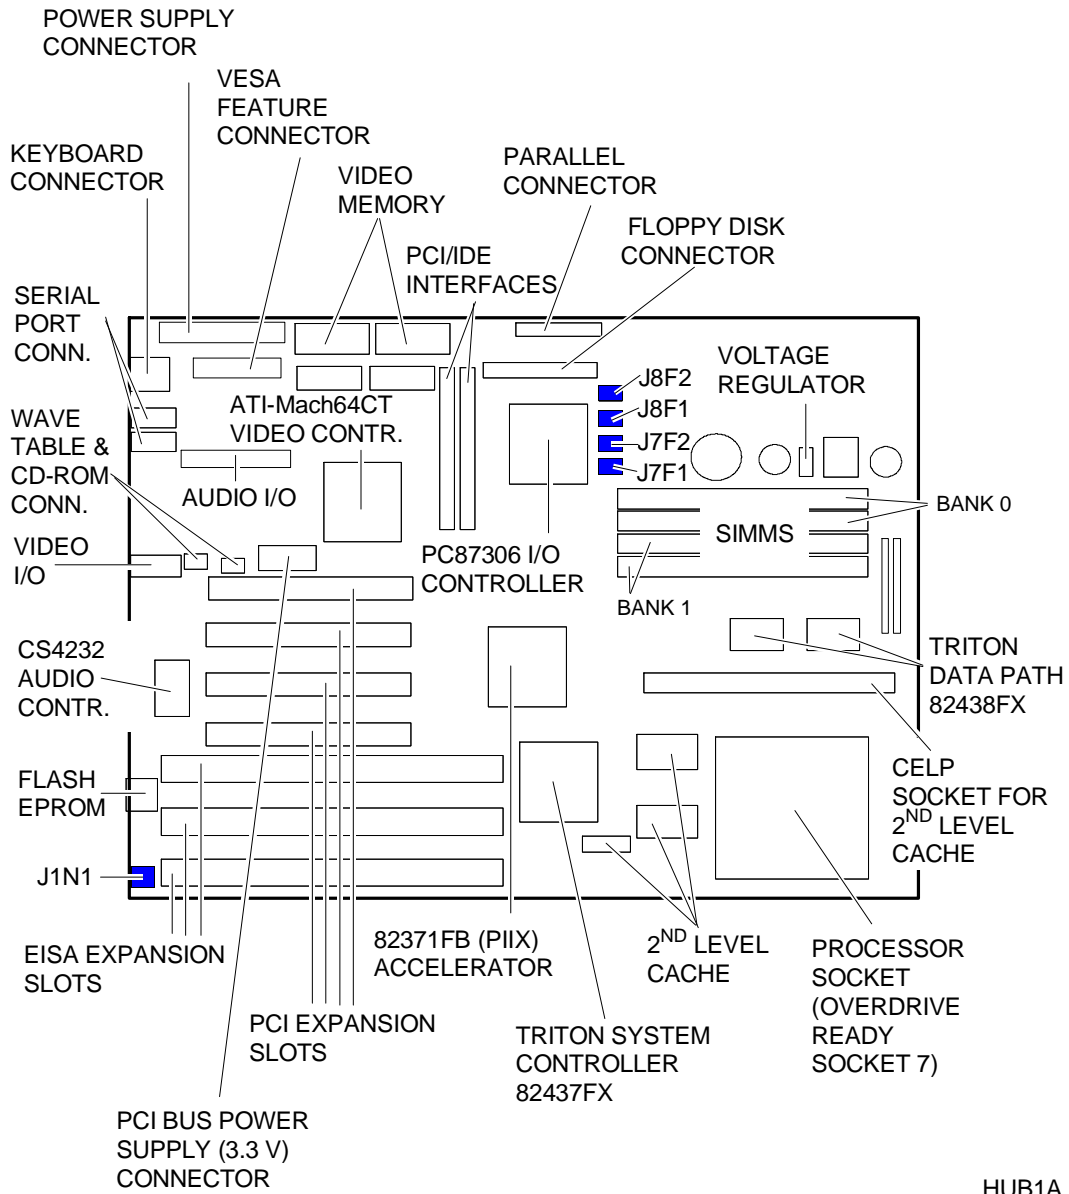 POWER SUPPLY
CONNECTOR
VESA
FEATURE
CONNECTOR
KEYBOARD
CONNECTOR
VIDEO
MEMORY
PARALLEL
CONNECTOR
FLOPPY DISK
CONNECTOR
PCI/IDE
INTERFACES
SERIAL
PORT
CONN.
VOLTAGE
REGULATOR
J8F2
J8F1
J7F2
J7F1
WAVE
TABLE &
CD-ROM
CONN.
ATI-Mach64CT
VIDEO CONTR.
AUDIO I/O
BANK 0
SIMMS
VIDEO
I/O
PC87306 I/O
CONTROLLER
BANK 1
CS4232
AUDIO
CONTR.
TRITON
DATA PATH
82438FX
FLASH
EPROM
CELP
SOCKET FOR
2ND LEVEL
CACHE
J1N1
EISA EXPANSION
SLOTS
82371FB (PIIX)
ACCELERATOR
2ND LEVEL
CACHE
PROCESSOR
SOCKET
(OVERDRIVE
READY
SOCKET 7)
PCI EXPANSION
SLOTS
TRITON SYSTEM
CONTROLLER
82437FX
PCI BUS POWER
SUPPLY (3.3 V)
CONNECTOR
HUB1A